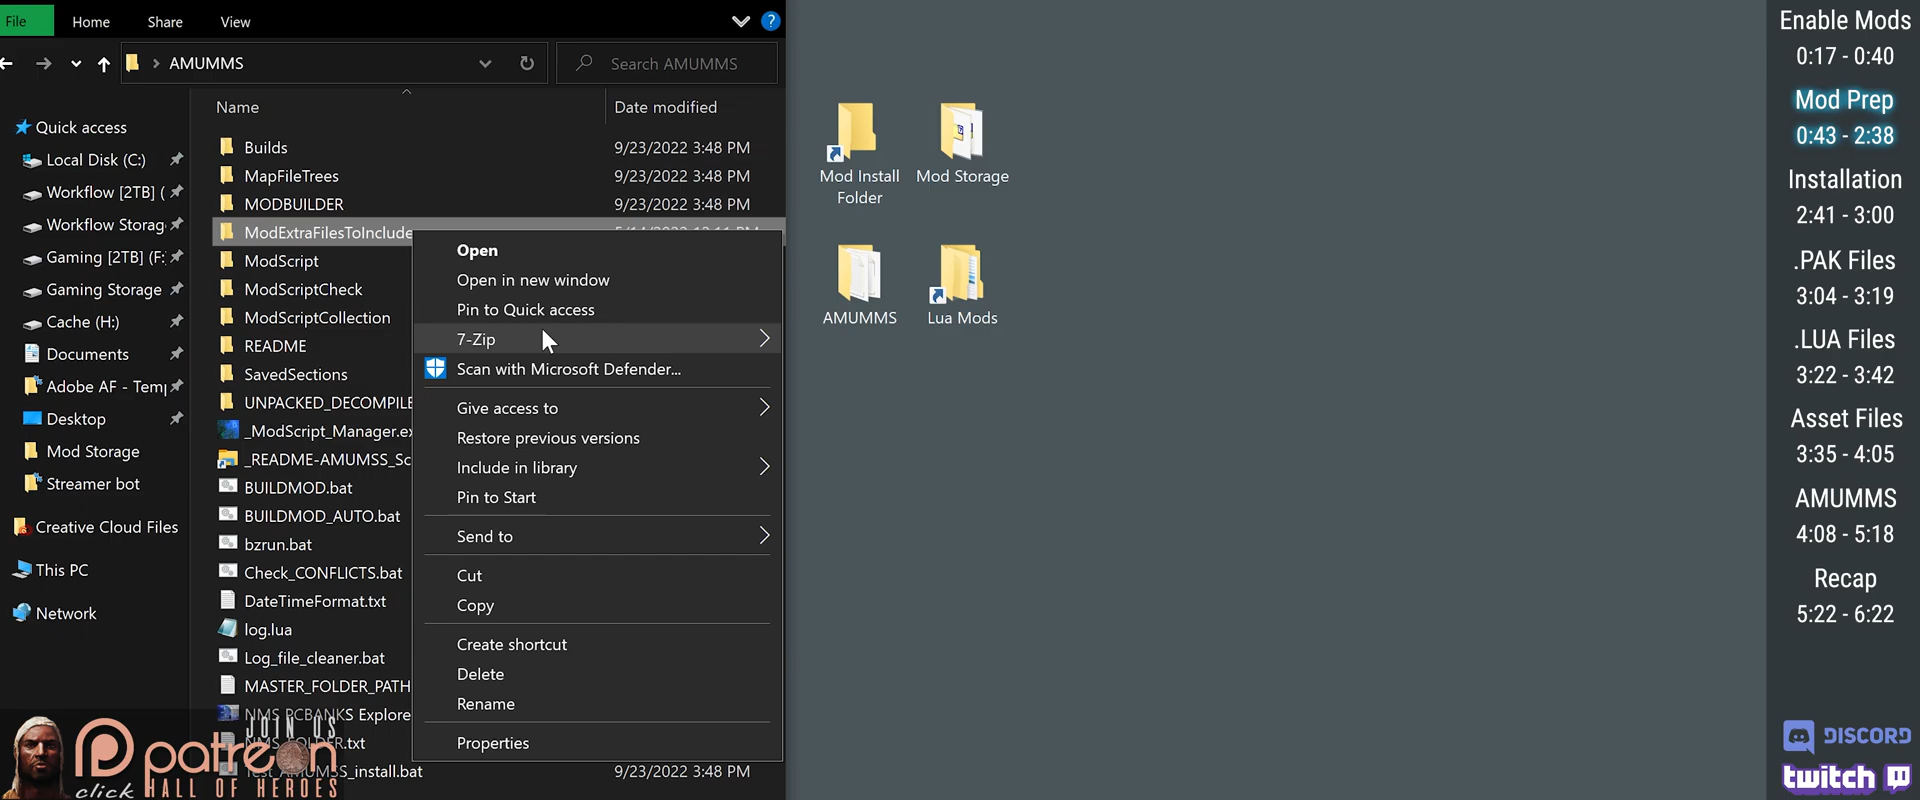 File
Home
Share
View
?
AMUMMS
Search AMUMMS
Name
Date modified
Quick access
Local Disk (C:)
Workflow [2TB] (
Workflow Storag
Gaming [2TB] (F:
Gaming Storage
Cache (H:)
Documents
Adobe AF - Temp
Desktop
Mod Storage
Streamer bot
Creative Cloud Files
This PC
Network
Builds 9/23/2022 3:48 PM
MapFileTrees 9/23/2022 3:48 PM
MODBUILDER 9/23/2022 3:48 PM
ModExtraFilesToInclude
ModScript
ModScriptCheck
ModScriptCollection
README
SavedSections
UNPACKED_DECOMPILE
_ModScript_Manager.ex
_README-AMUMSS_Sc
BUILDMOD.bat
BUILDMOD_AUTO.bat
bzrun.bat
Check_CONFLICTS.bat
DateTimeFormat.txt
log.lua
Log_file_cleaner.bat
MASTER_FOLDER_PATH
NMS PCBANKS Explore
NMS_FOLDER.txt
Test_AMUMSS_install.bat 9/23/2022 3:48 PM
Open
Open in new window
Pin to Quick access
7-Zip
Scan with Microsoft Defender...
Give access to
Restore previous versions
Include in library
Pin to Start
Send to
Cut
Copy
Create shortcut
Delete
Rename
Properties
JOIN US
patreon
click HALL OF HEROES
Mod Install
Folder
Mod Storage
AMUMMS
Lua Mods
Enable Mods
0:17 - 0:40
Mod Prep
0:43 - 2:38
Installation
2:41 - 3:00
.PAK Files
3:04 - 3:19
.LUA Files
3:22 - 3:42
Asset Files
3:35 - 4:05
AMUMMS
4:08 - 5:18
Recap
5:22 - 6:22
DISCORD
twitch